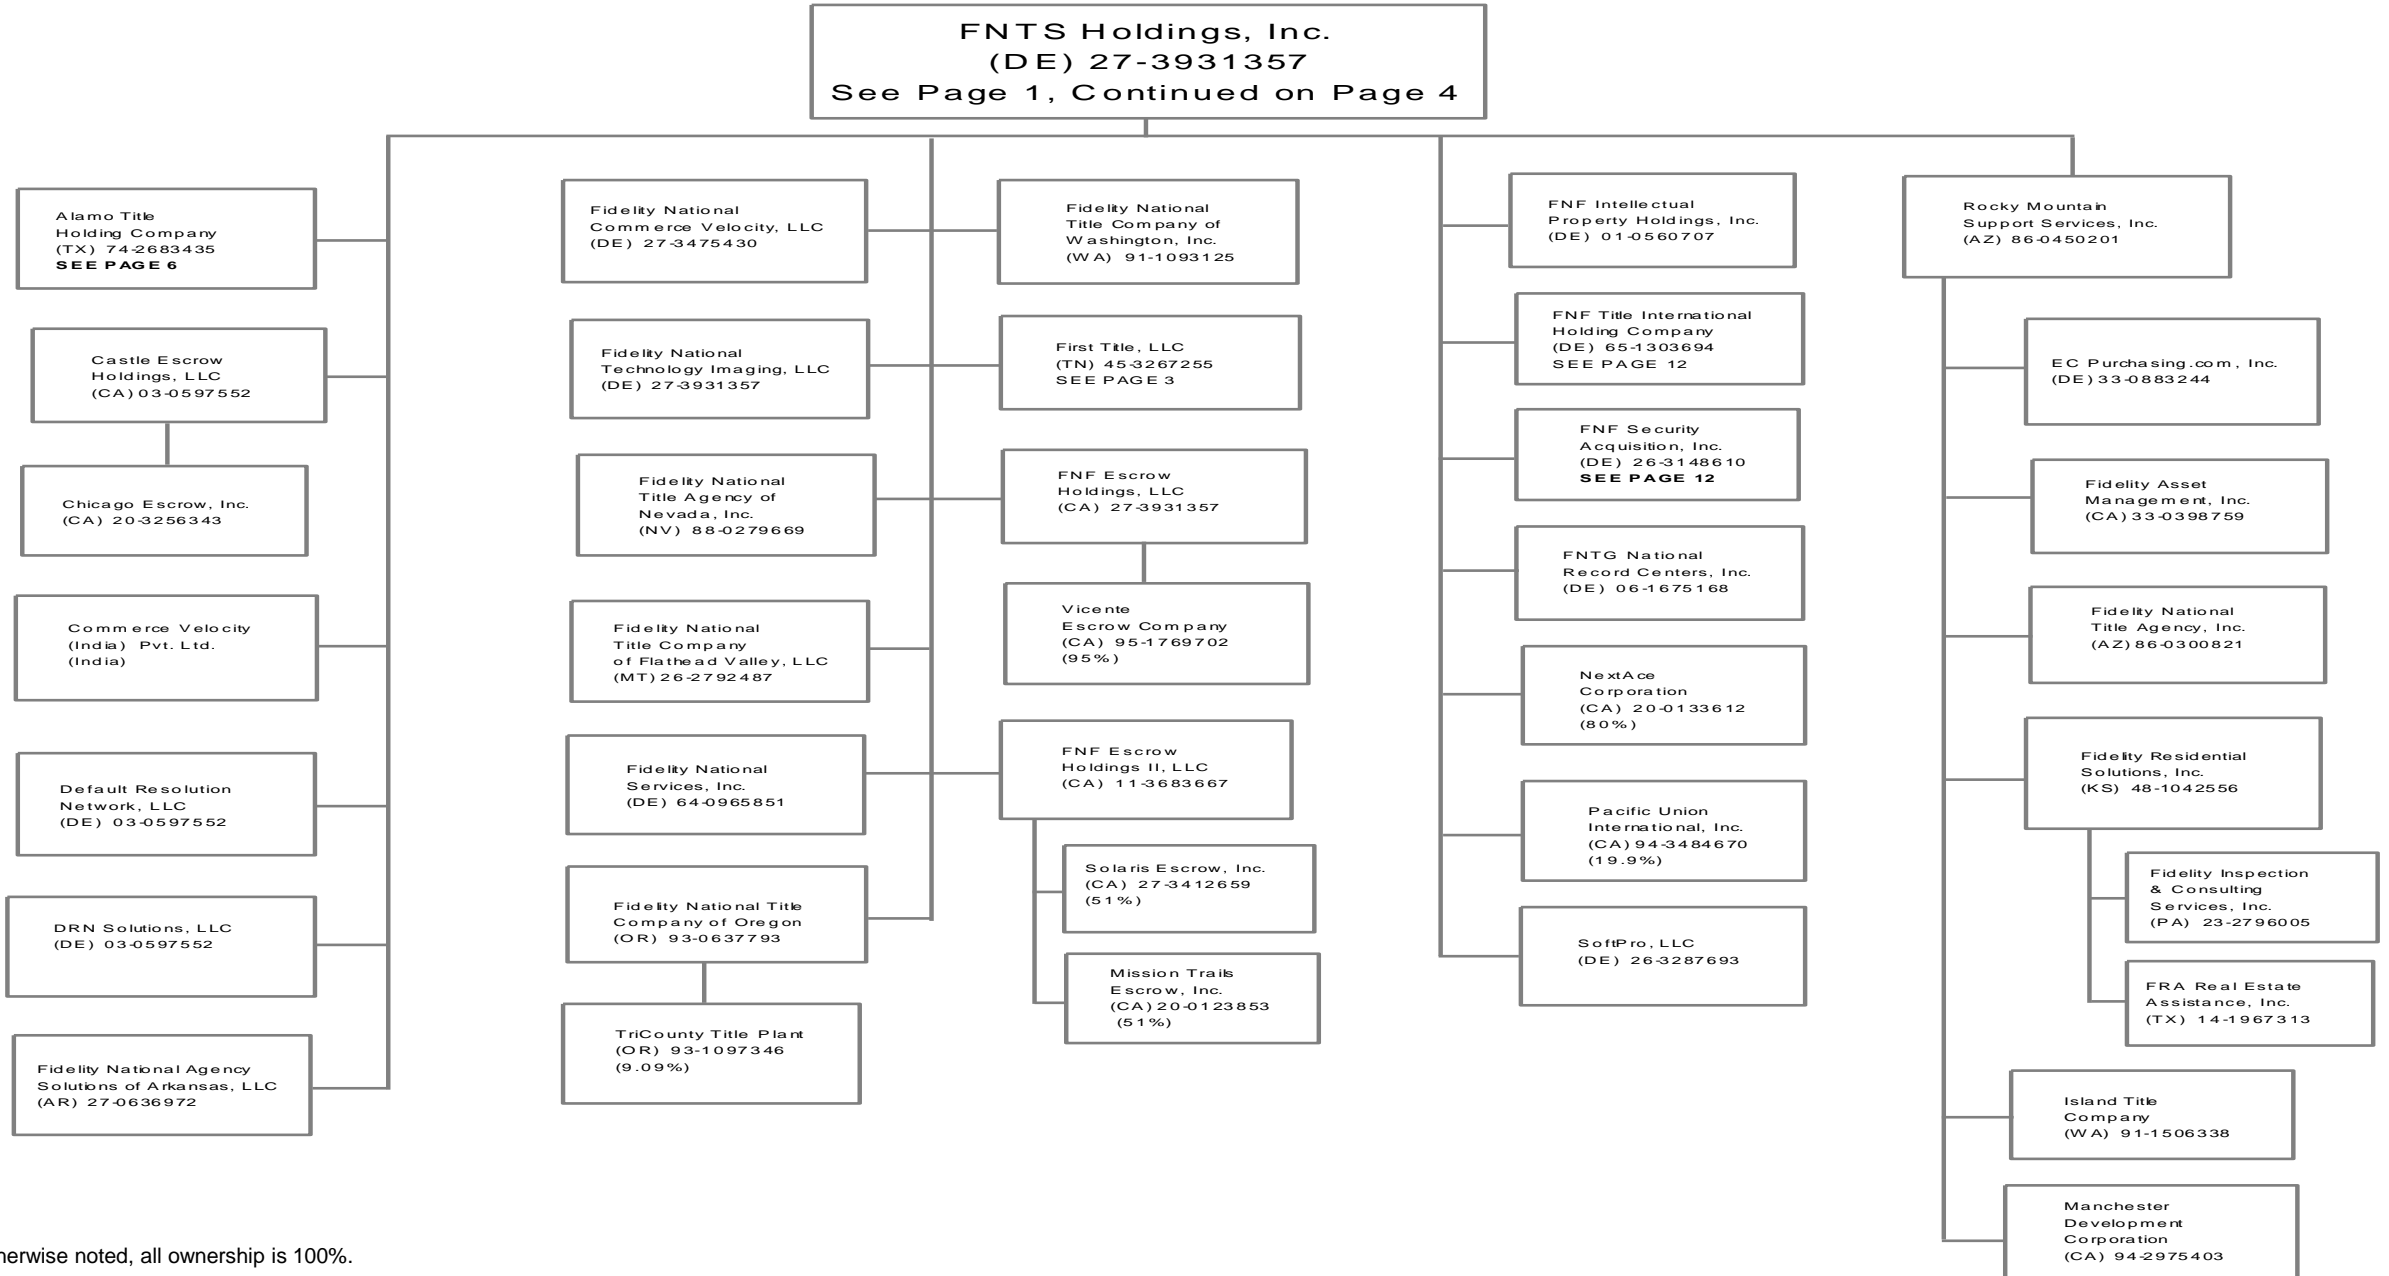 FNTS Holdings, Inc.
(DE) 27-3931357
See Page 1, Continued on Page 4
Alamo Title
Holding Company
(TX) 74-2683435
SEE PAGE 6
Castle Escrow
Holdings, LLC
(CA) 03-0597552
Chicago Escrow, Inc.
(CA) 20-3256343
Commerce Velocity
(India) Pvt. Ltd.
(India)
Default Resolution
Network, LLC
(DE) 03-0597552
DRN Solutions, LLC
(DE) 03-0597552
Fidelity National Agency
Solutions of Arkansas, LLC
(AR) 27-0636972
Fidelity National
Commerce Velocity, LLC
(DE) 27-3475430
Fidelity National
Technology Imaging, LLC
(DE) 27-3931357
Fidelity National
Title Agency of
Nevada, Inc.
(NV) 88-0279669
Fidelity National
Title Company
of Flathead Valley, LLC
(MT) 26-2792487
Fidelity National
Services, Inc.
(DE) 64-0965851
Fidelity National Title
Company of Oregon
(OR) 93-0637793
TriCounty Title Plant
(OR) 93-1097346
(9.09%)
Fidelity National
Title Company of
Washington, Inc.
(WA) 91-1093125
First Title, LLC
(TN) 45-3267255
SEE PAGE 3
FNF Escrow
Holdings, LLC
(CA) 27-3931357
Vicente
Escrow Company
(CA) 95-1769702
(95%)
FNF Escrow
Holdings II, LLC
(CA) 11-3683667
Solaris Escrow, Inc.
(CA) 27-3412659
(51%)
Mission Trails
Escrow, Inc.
(CA) 20-0123853
(51%)
FNF Intellectual
Property Holdings, Inc.
(DE) 01-0560707
FNF Title International
Holding Company
(DE) 65-1303694
SEE PAGE 12
FNF Security
Acquisition, Inc.
(DE) 26-3148610
SEE PAGE 12
FNTG National
Record Centers, Inc.
(DE) 06-1675168
NextAce
Corporation
(CA) 20-0133612
(80%)
Pacific Union
International, Inc.
(CA) 94-3484670
(19.9%)
SoftPro, LLC
(DE) 26-3287693
Rocky Mountain
Support Services, Inc.
(AZ) 86-0450201
EC Purchasing.com, Inc.
(DE) 33-0883244
Fidelity Asset
Management, Inc.
(CA) 33-0398759
Fidelity National
Title Agency, Inc.
(AZ) 86-0300821
Fidelity Residential
Solutions, Inc.
(KS) 48-1042556
Fidelity Inspection
& Consulting
Services, Inc.
(PA) 23-2796005
FRA Real Estate
Assistance, Inc.
(TX) 14-1967313
Island Title
Company
(WA) 91-1506338
Manchester
Development
Corporation
(CA) 94-2975403
herwise noted, all ownership is 100%.